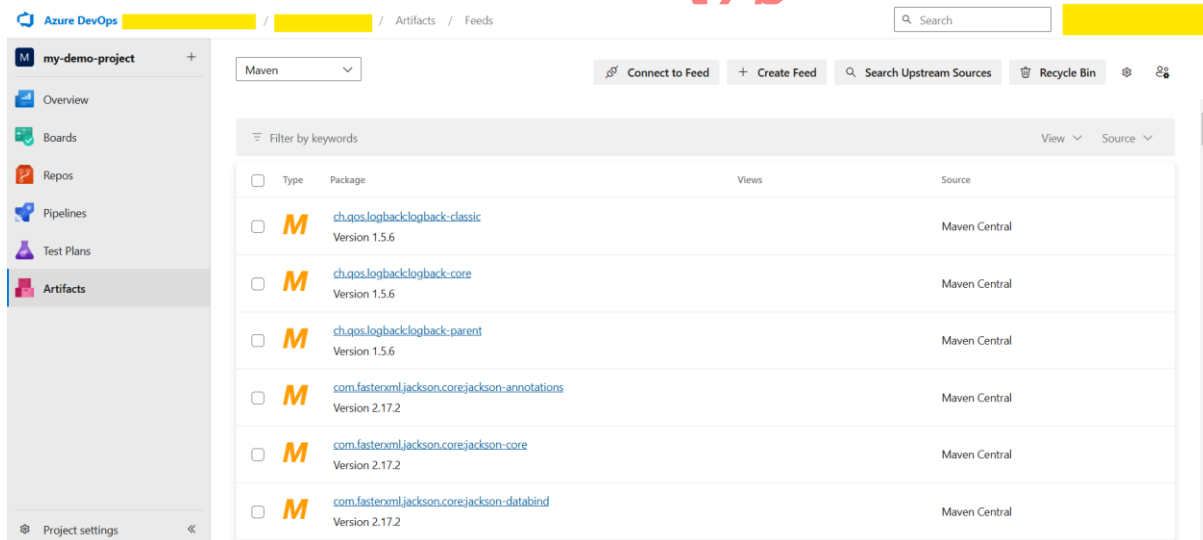 Azure DevOps / / Artifacts / Feeds Search
M my-demo-project +
Maven Connect to Feed + Create Feed Search Upstream Sources Recycle Bin
Overview
Boards
Filter by keywords View Source
Repos
Type Package Views Source
Pipelines
M ch.qos.logback:logback-classic
Version 1.5.6
Maven Central
Test Plans
M ch.qos.logback:logback-core
Version 1.5.6
Maven Central
Artifacts
M ch.qos.logback:logback-parent
Version 1.5.6
Maven Central
M com.fasterxml.jackson.core:jackson-annotations
Version 2.17.2
Maven Central
M com.fasterxml.jackson.core:jackson-core
Version 2.17.2
Maven Central
M com.fasterxml.jackson.core:jackson-databind
Version 2.17.2
Maven Central
Project settings